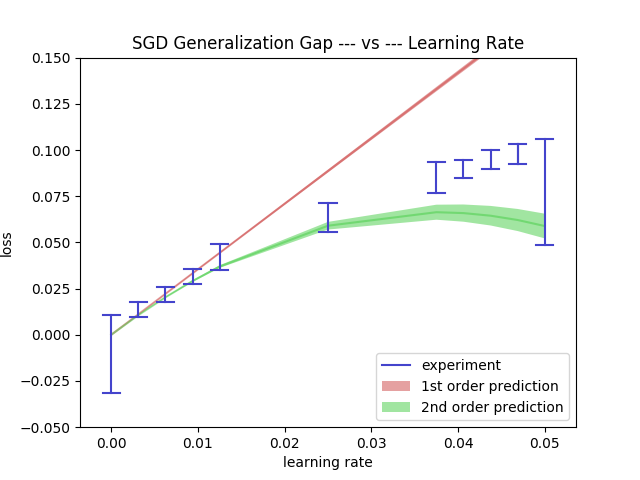 SGD Generalization Gap --- vs --- Learning Rate
0.150
0.125
0.100
0.075
0.050
0.025
0.000
−0.025
−0.050
loss
0.00 0.01 0.02 0.03 0.04 0.05
learning rate
experiment
1st order prediction
2nd order prediction